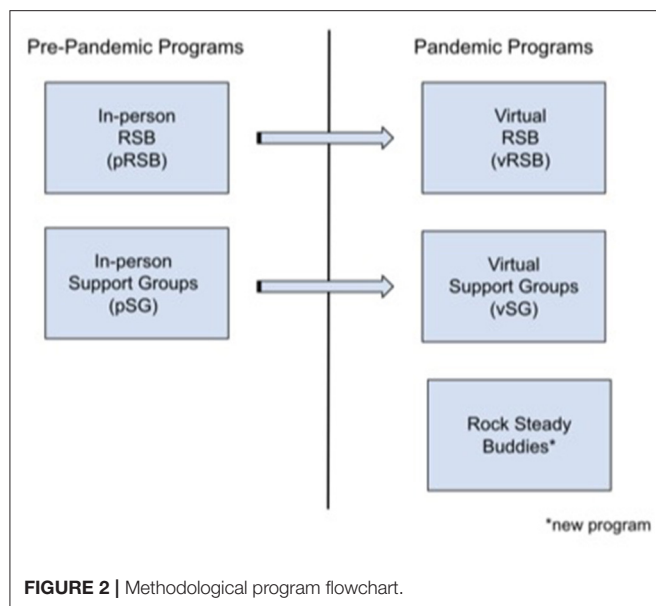 Pre-Pandemic Programs
Pandemic Programs
In-person
RSB
(pRSB)
Virtual
RSB
(vRSB)
In-person
Support Groups
(pSG)
Virtual
Support Groups
(vSG)
Rock Steady
Buddies*
*new program
FIGURE 2 | Methodological program flowchart.